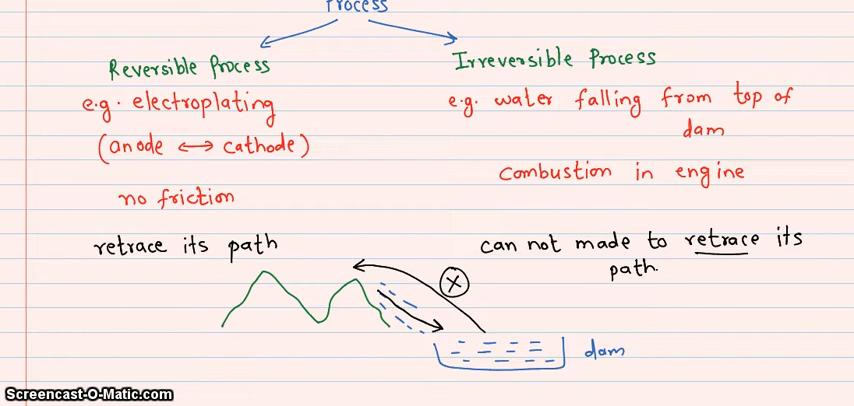 Process
Reversible Process
e.g. electroplating
(anode ↔ cathode)
no friction
retrace its path
Irreversible Process
e.g. water falling from top of
dam
combustion in engine
can not made to retrace its
path.
dam
Screencast-O-Matic.com